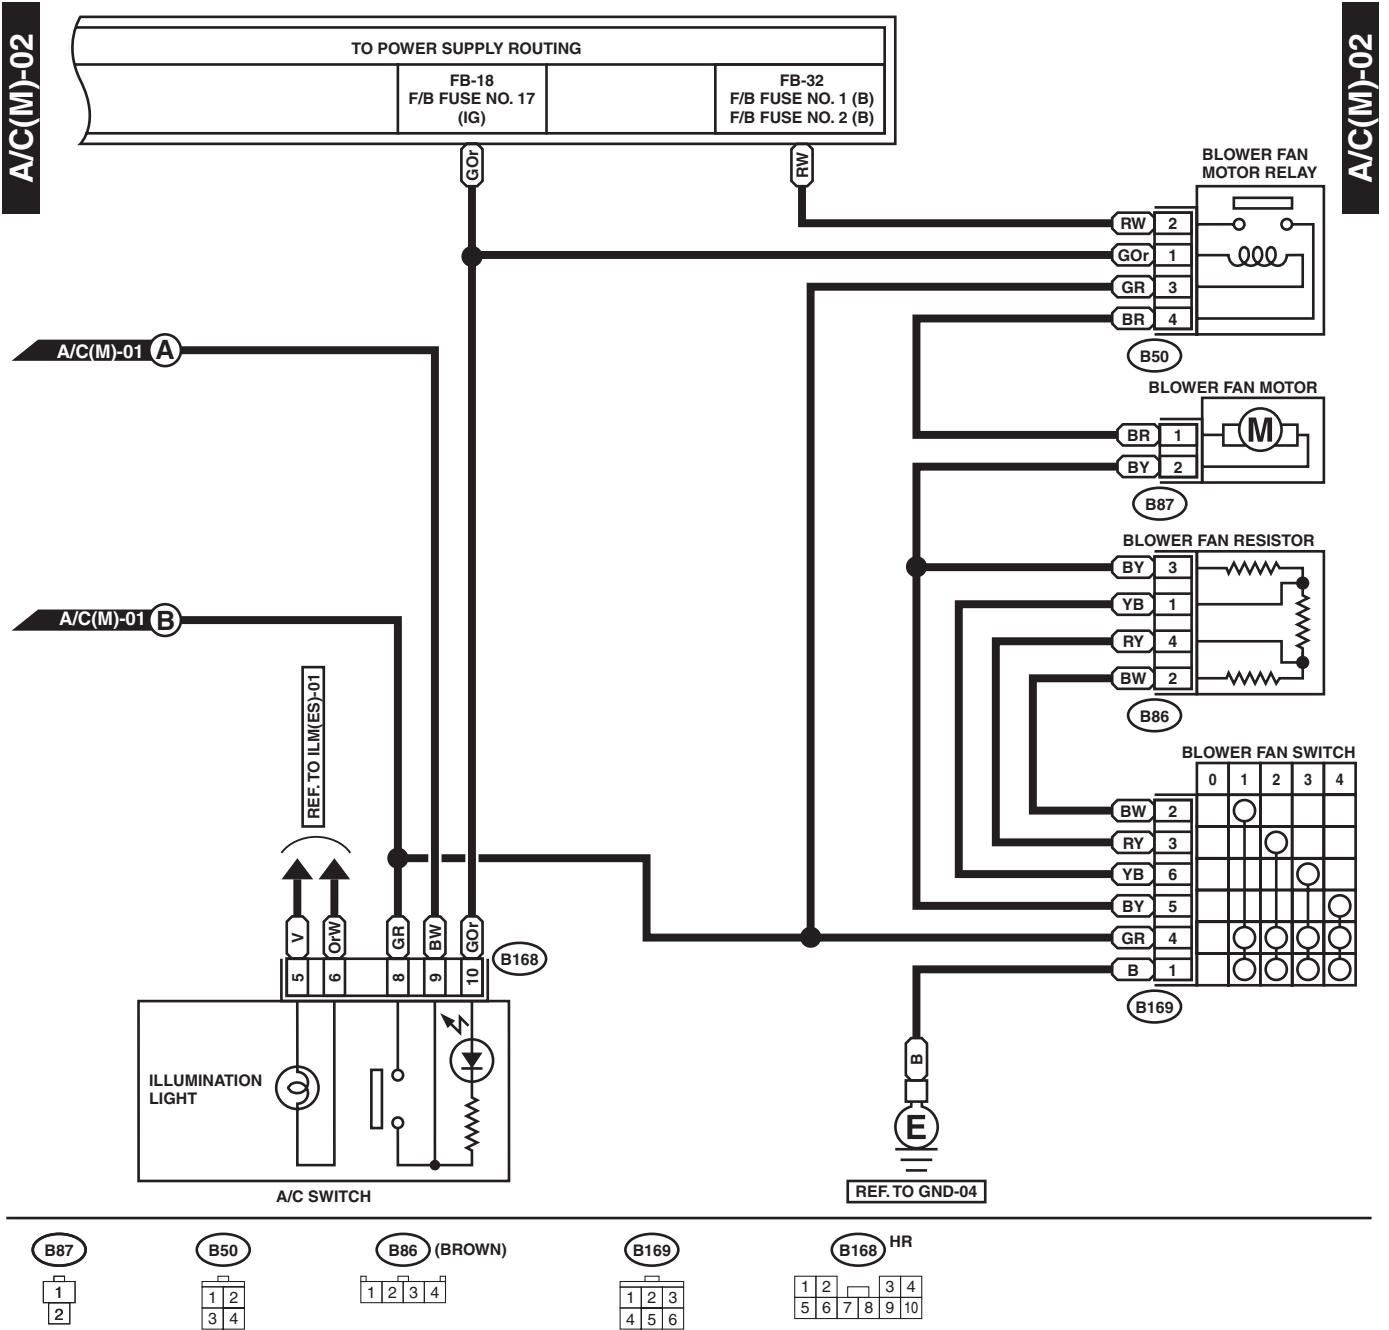 A/C(M)-02
A/C(M)-02
TO POWER SUPPLY ROUTING
FB-18
F/B FUSE NO. 17
(IG)
FB-32
F/B FUSE NO. 1 (B)
F/B FUSE NO. 2 (B)
GOr
RW
BLOWER FAN
MOTOR RELAY
RW 2
GOr 1
GR 3
BR 4
B50
A/C(M)-01 A
BLOWER FAN MOTOR
BR 1
M
BY 2
B87
BLOWER FAN RESISTOR
BY 3
YB 1
RY 4
BW 2
B86
A/C(M)-01 B
REF. TO ILM(ES)-01
BLOWER FAN SWITCH
0 1 2 3 4
BW 2
RY 3
YB 6
BY 5
GR 4
B 1
B169
V OrW GR BW GOr
5 6 8 9 10
B168
ILLUMINATION
LIGHT
A/C SWITCH
B
E
REF. TO GND-04
B87
1
2
B50
1 2
3 4
B86 (BROWN)
1 2 3 4
B169
1 2 3
4 5 6
B168 HR
1 2 3 4
5 6 7 8 9 10